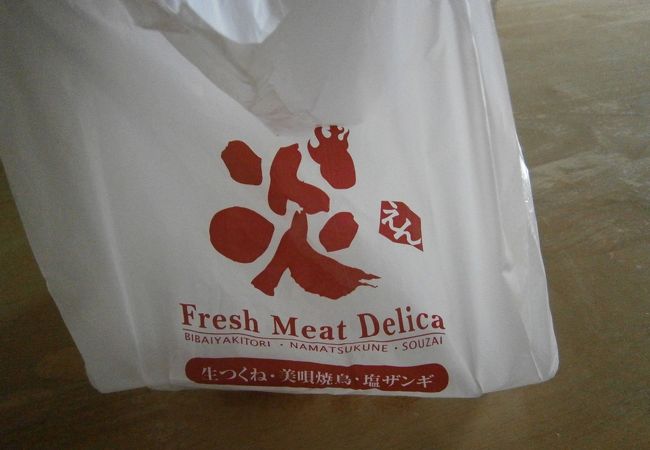 炎
えん
Fresh Meat Delica
BIBAIYAKITORI・NAMATSUKUNE・SOUZAI
生つくね・美唄焼鳥・塩ザンギ